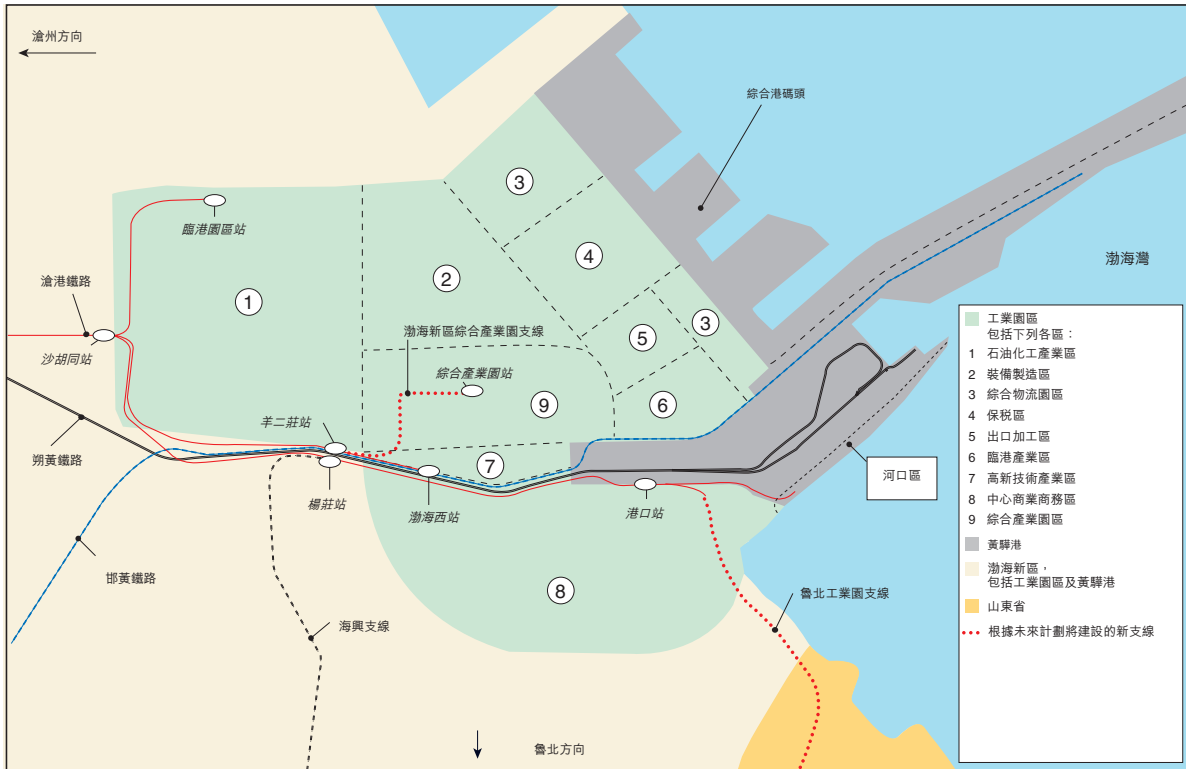 滄州方向
綜合港碼頭
3
臨港園區站
4
渤海灣
2
滄港鐵路
1
渤海新區綜合產業園支線
3
5
沙胡同站
綜合產業園站
9
6
羊二莊站
朔黃鐵路
7
楊莊站
渤海西站
港口站
河口區
邯黃鐵路
8
海興支線
魯北工業園支線
魯北方向
工業園區
包括下列各區：
1 石油化工產業區
2 裝備製造區
3 綜合物流園區
4 保稅區
5 出口加工區
6 臨港產業區
7 高新技術產業區
8 中心商業商務區
9 綜合產業園區
黃驊港
渤海新區，
包括工業園區及黃驊港
山東省
根據未來計劃將建設的新支線